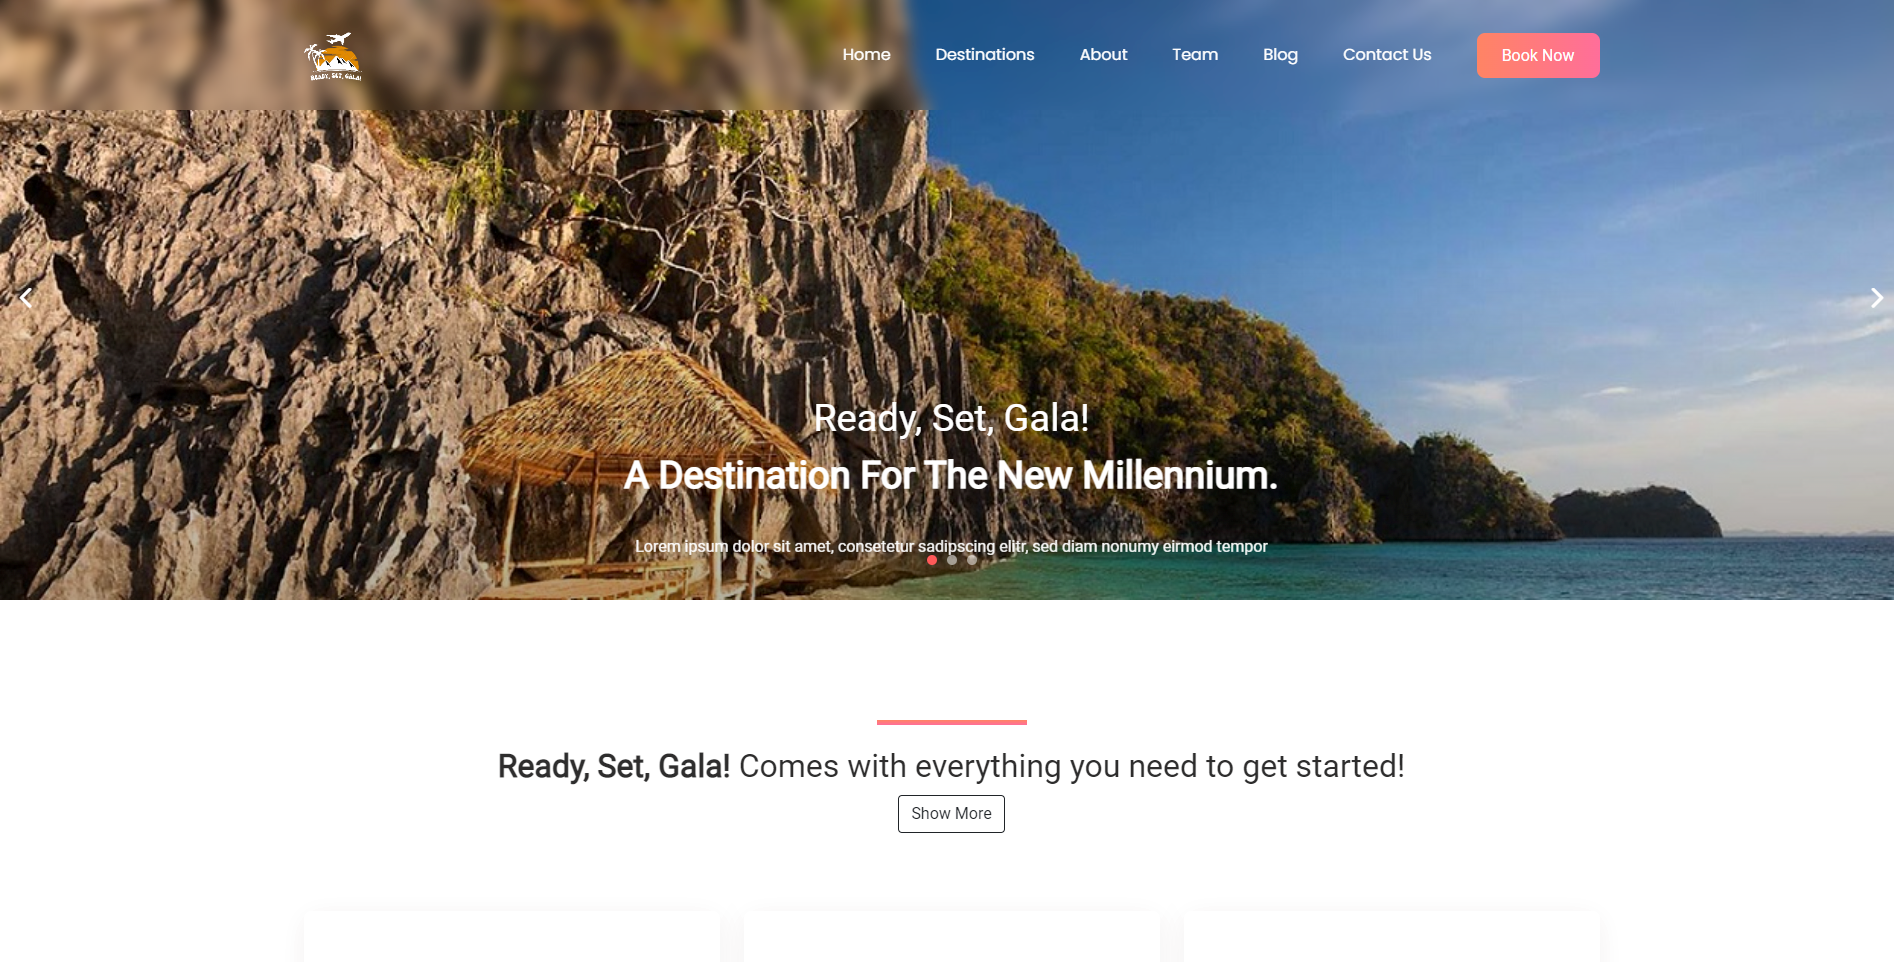 READY, SET, GALA!
Home
Destinations
About
Team
Blog
Contact Us
Book Now
Ready, Set, Gala!
A Destination For The New Millennium.
Lorem ipsum dolor sit amet, consetetur sadipscing elitr, sed diam nonumy eirmod tempor
Ready, Set, Gala! Comes with everything you need to get started!
Show More